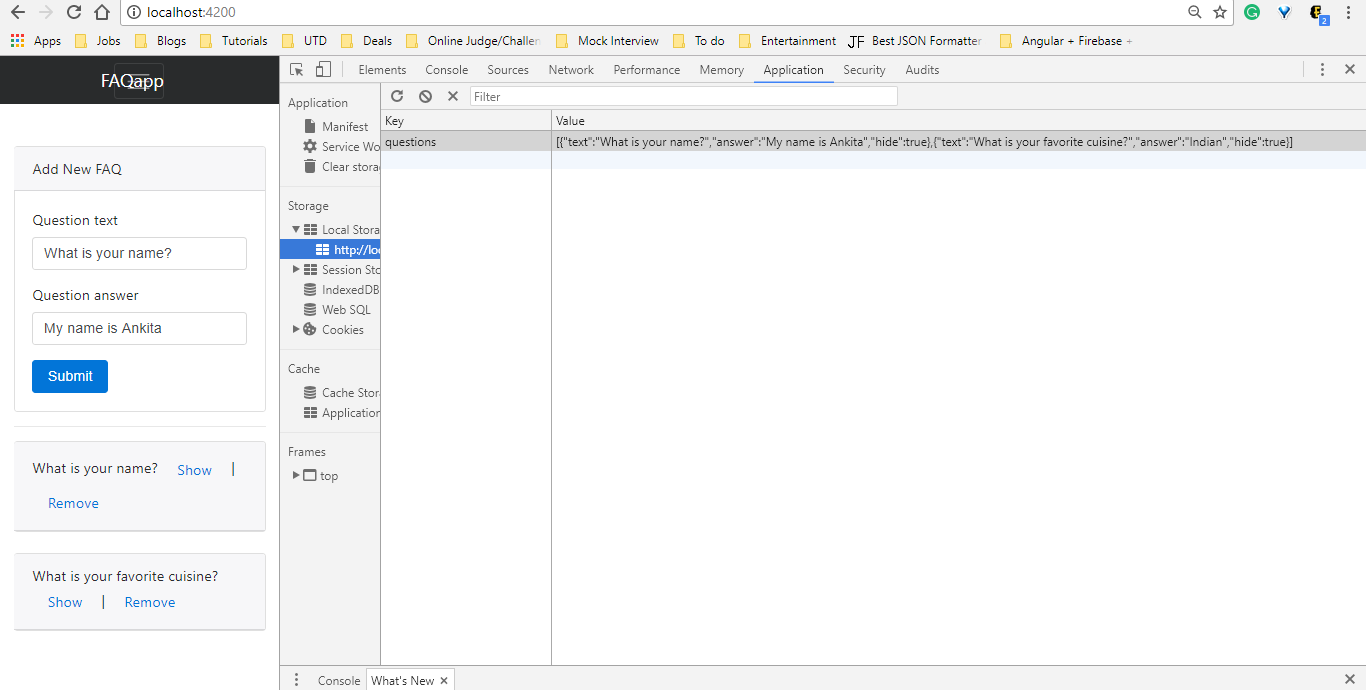 localhost:4200
2
Apps Jobs Blogs Tutorials UTD Deals Online Judge/Challen Mock Interview To do Entertainment JF Best JSON Formatter Angular + Firebase +
FAQapp
Add New FAQ
Question text
What is your name?
Question answer
My name is Ankita
Submit
What is your name? Show |
Remove
What is your favorite cuisine?
Show | Remove
Elements Console Sources Network Performance Memory Application Security Audits
Application
Manifest
Service Wo
Clear stora
Storage
Local Stora
http://loc
Session Sto
IndexedDB
Web SQL
Cookies
Cache
Cache Stor
Application
Frames
top
Filter
Key Value
questions [{"text":"What is your name?","answer":"My name is Ankita","hide":true},{"text":"What is your favorite cuisine?","answer":"Indian","hide":true}]
Console What's New